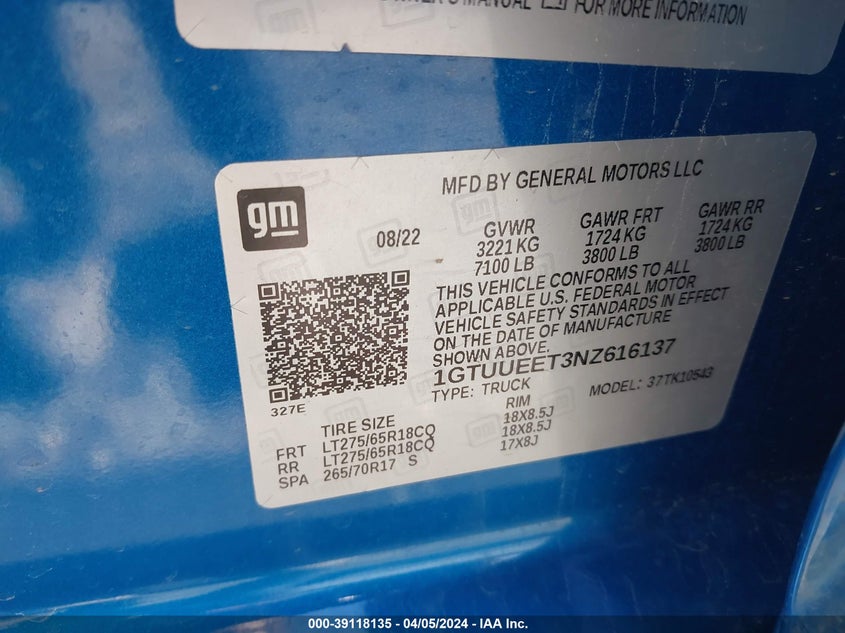 OWNER'S MANUAL FOR MORE INFORMATION
MFD BY GENERAL MOTORS LLC
gm
08/22
GVWR
3221 KG
7100 LB
GAWR FRT
1724 KG
3800 LB
GAWR RR
1724 KG
3800 LB
THIS VEHICLE CONFORMS TO ALL
APPLICABLE U.S. FEDERAL MOTOR
VEHICLE SAFETY STANDARDS IN EFFECT
ON THE DATE OF MANUFACTURE
SHOWN ABOVE.
1GTUUEET3NZ616137
TYPE: TRUCK MODEL: 37TK10543
327E
TIRE SIZE RIM
FRT LT275/65R18CQ 18X8.5J
RR LT275/65R18CQ 18X8.5J
SPA 265/70R17 S 17X8J
000-39118135 - 04/05/2024 - IAA Inc.